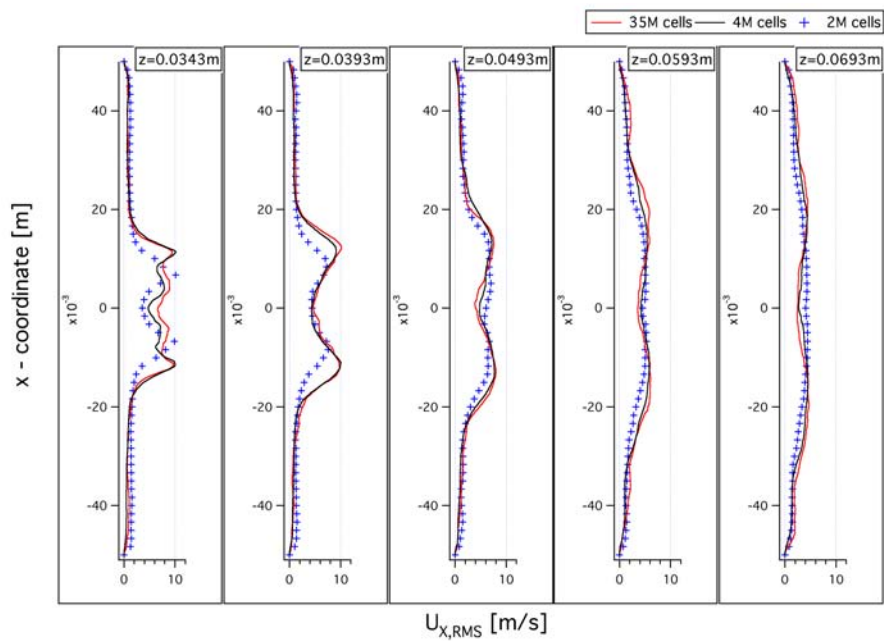 35M cells 4M cells + 2M cells
z=0.0343m z=0.0393m z=0.0493m z=0.0593m z=0.0693m
40 40 40 40 40
20 20 20 20 20
0 0 0 0 0
x10⁻³ x10⁻³ x10⁻³ x10⁻³ x10⁻³
-20 -20 -20 -20 -20
-40 -40 -40 -40 -40
0 10 0 10 0 10 0 10 0 10
x - coordinate [m]
U_X,RMS [m/s]